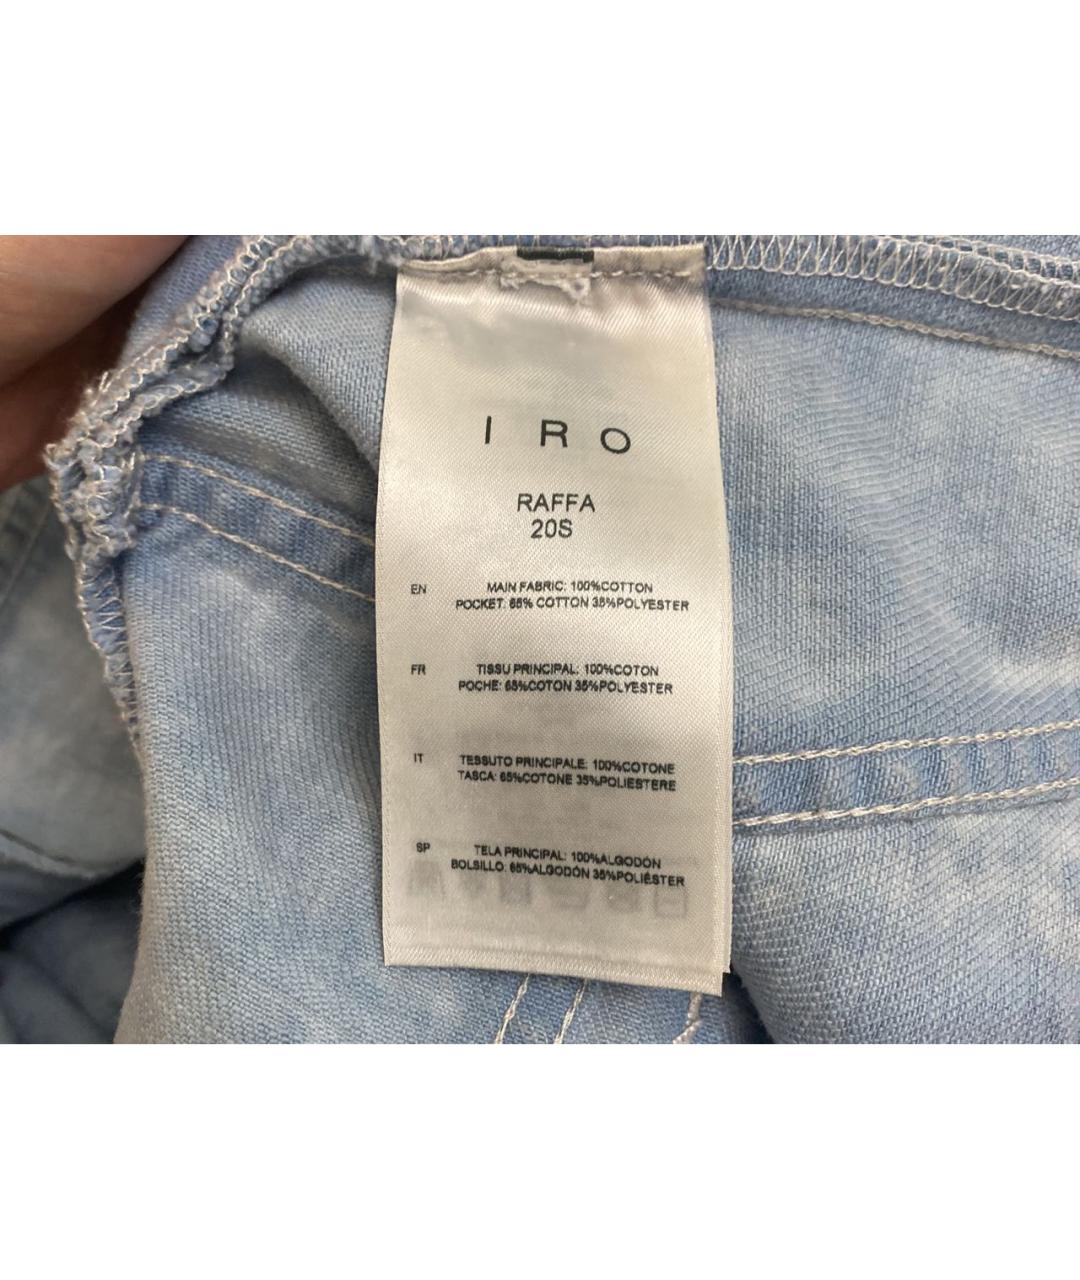 IRO
RAFFA
20S
EN
MAIN FABRIC: 100%COTTON
POCKET: 65% COTTON 35%POLYESTER
FR
TISSU PRINCIPAL: 100%COTON
POCHE: 65%COTON 35%POLYESTER
IT
TESSUTO PRINCIPALE: 100%COTONE
TASCA: 65%COTONE 35%POLIESTERE
SP
TELA PRINCIPAL: 100%ALGODÓN
BOLSILLO: 65%ALGODÓN 35%POLIÉSTER